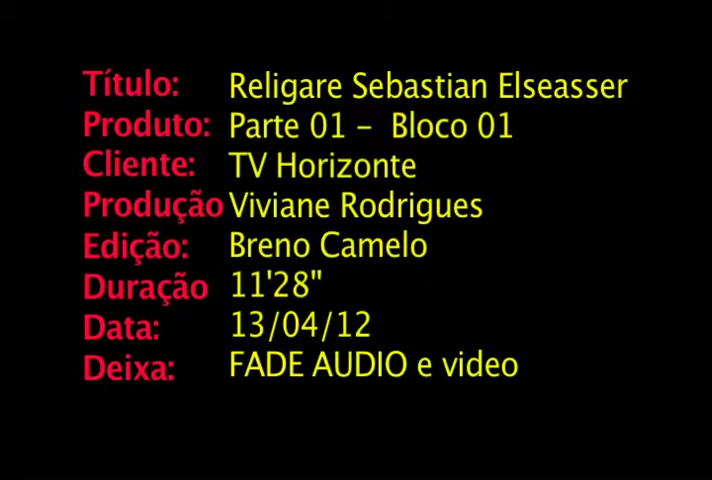 Título: Religare Sebastian Elseasser
Produto: Parte 01 – Bloco 01
Cliente: TV Horizonte
Produção Viviane Rodrigues
Edição: Breno Camelo
Duração 11'28"
Data: 13/04/12
Deixa: FADE AUDIO e video